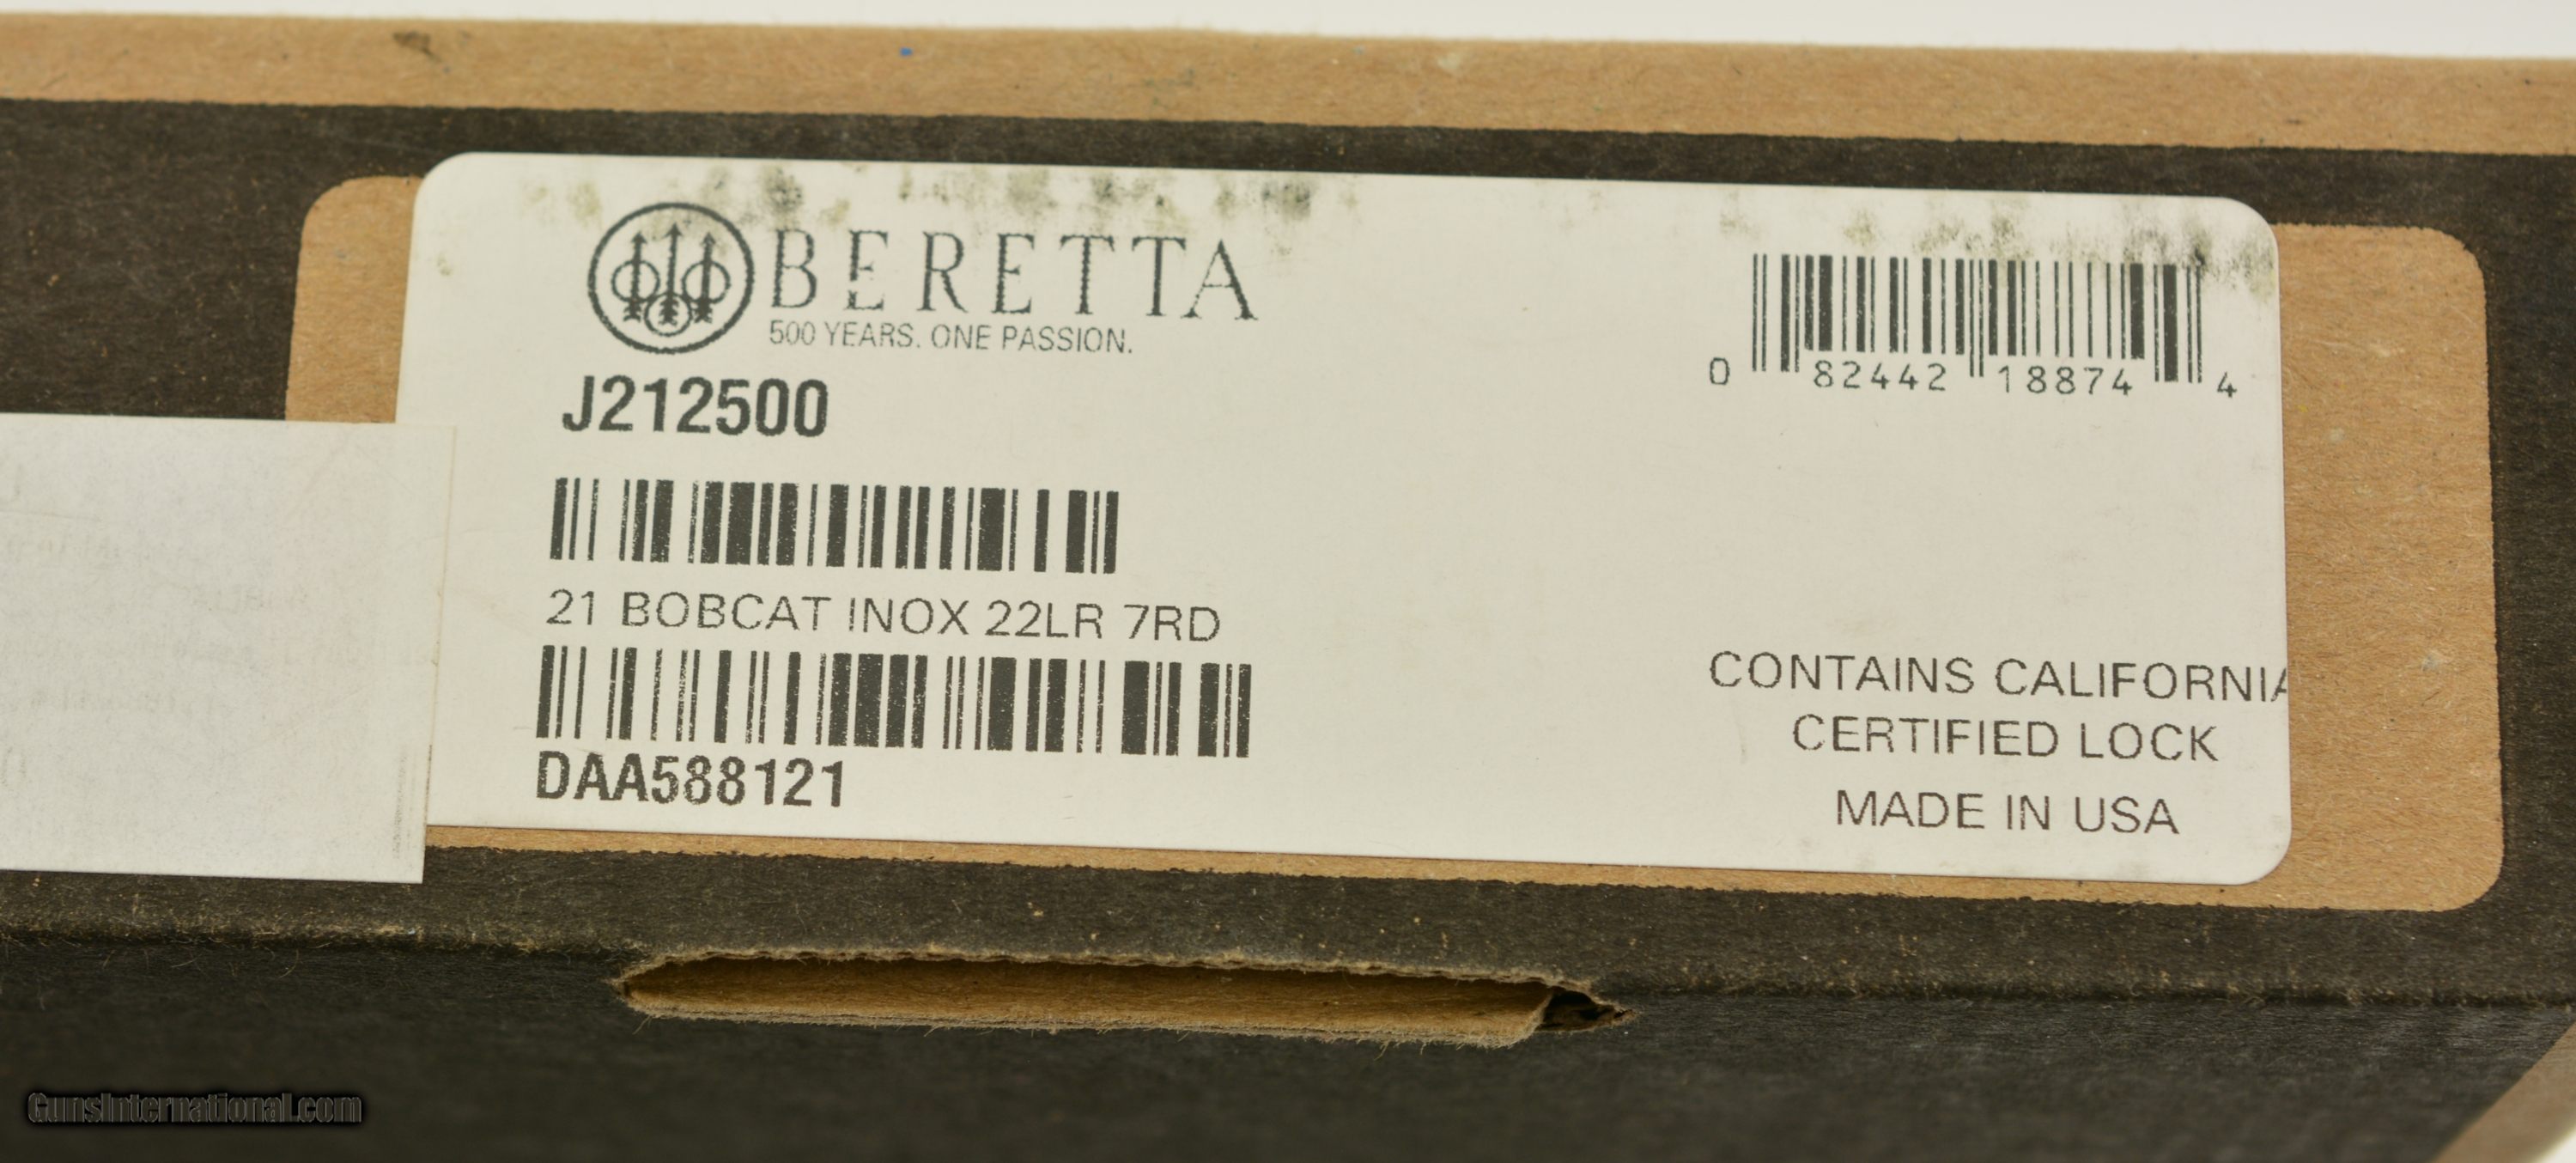 BERETTA
500 YEARS. ONE PASSION.
J212500
21 BOBCAT INOX 22LR 7RD
DAA588121
0 82442 18874 4
CONTAINS CALIFORNIA
CERTIFIED LOCK
MADE IN USA
GunsInternational.com